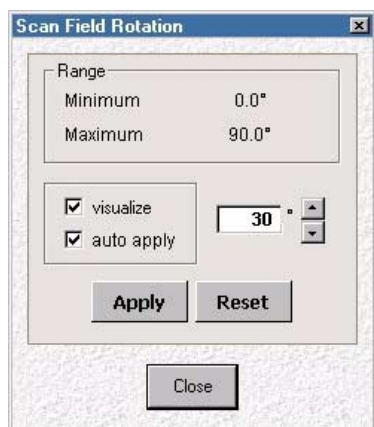 Scan Field Rotation
Range
Minimum 0.0°
Maximum 90.0°
visualize
auto apply
30 °
Apply Reset
Close